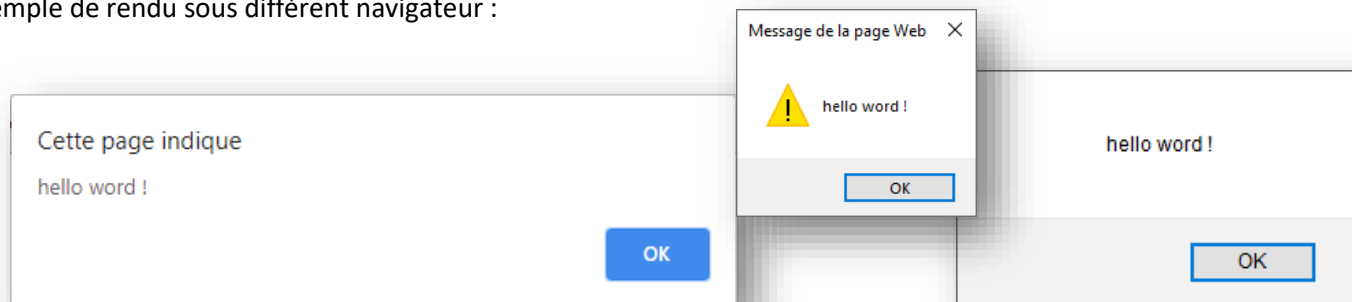 emple de rendu sous différent navigateur :
Message de la page Web
hello word !
OK
Cette page indique
hello word !
OK
hello word !
OK